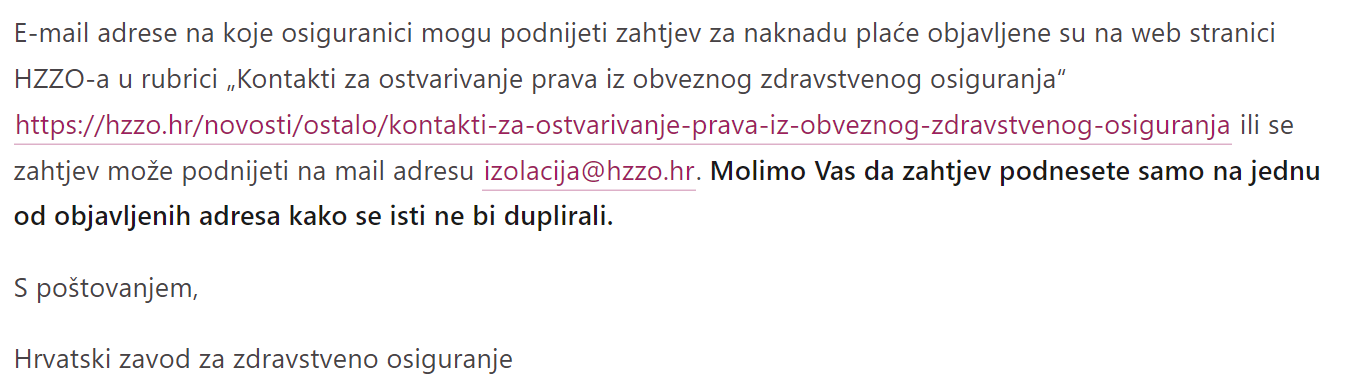 E-mail adrese na koje osiguranici mogu podnijeti zahtjev za naknadu plaće objavljene su na web stranici
HZZO-a u rubrici „Kontakti za ostvarivanje prava iz obveznog zdravstvenog osiguranja“
https://hzzo.hr/novosti/ostalo/kontakti-za-ostvarivanje-prava-iz-obveznog-zdravstvenog-osiguranja ili se
zahtjev može podnijeti na mail adresu izolacija@hzzo.hr. Molimo Vas da zahtjev podnesete samo na jednu
od objavljenih adresa kako se isti ne bi duplirali.
S poštovanjem,
Hrvatski zavod za zdravstveno osiguranje